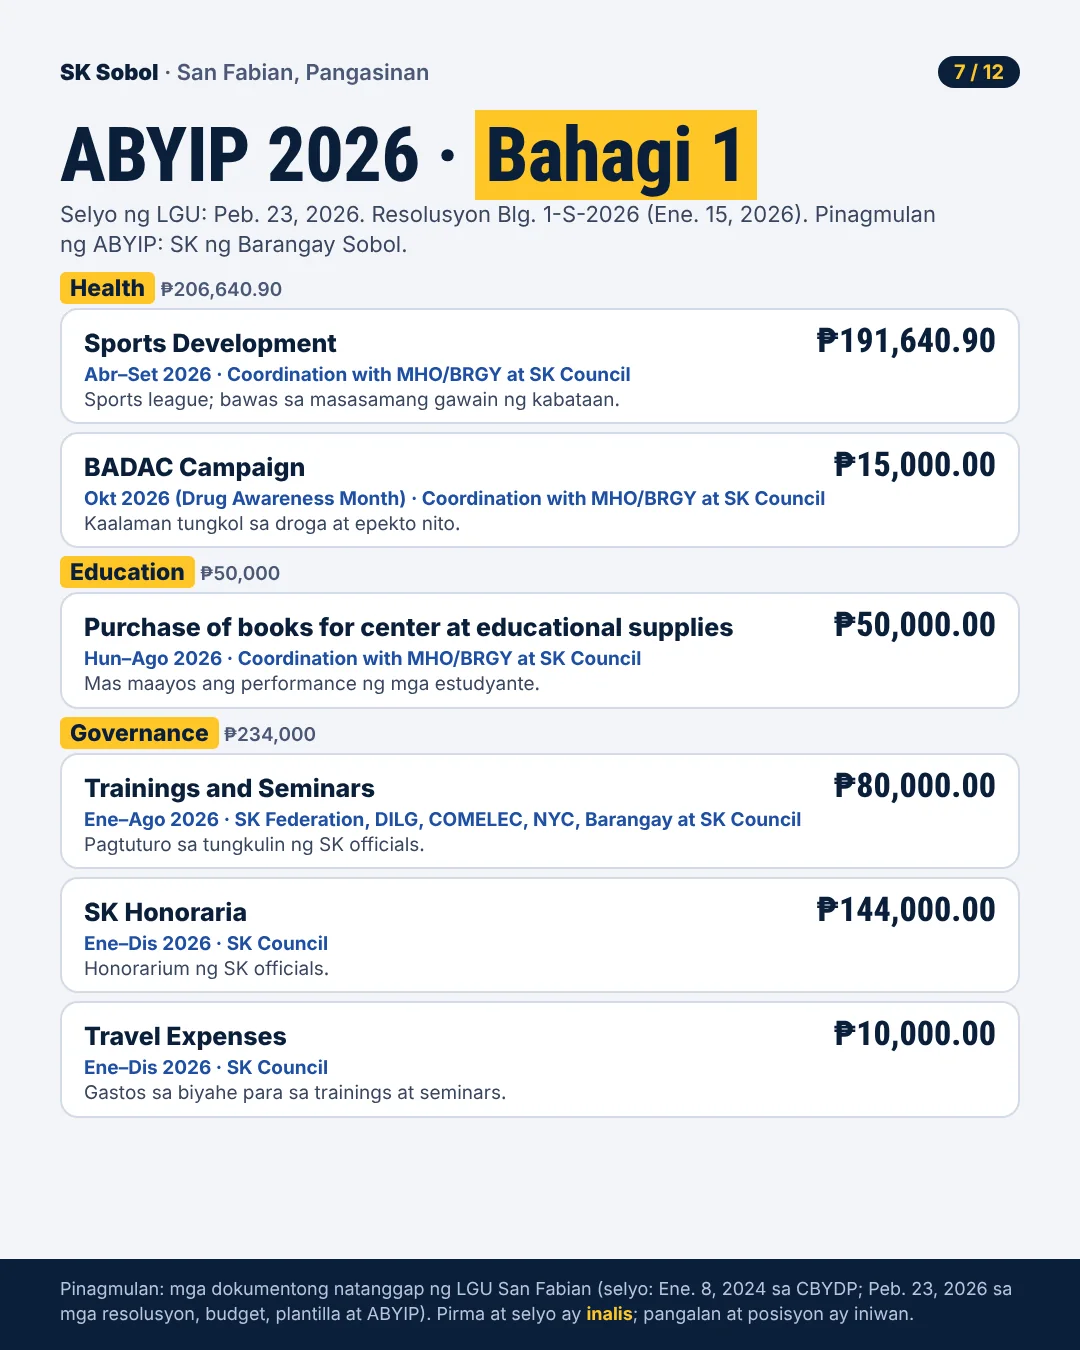 SK Sobol · San Fabian, Pangasinan
7 / 12
ABYIP 2026 · Bahagi 1
Selyo ng LGU: Peb. 23, 2026. Resolusyon Blg. 1-S-2026 (Ene. 15, 2026). Pinagmulan
ng ABYIP: SK ng Barangay Sobol.
Health ₱206,640.90
Sports Development ₱191,640.90
Abr–Set 2026 · Coordination with MHO/BRGY at SK Council
Sports league; bawas sa masasamang gawain ng kabataan.
BADAC Campaign ₱15,000.00
Okt 2026 (Drug Awareness Month) · Coordination with MHO/BRGY at SK Council
Kaalaman tungkol sa droga at epekto nito.
Education ₱50,000
Purchase of books for center at educational supplies ₱50,000.00
Hun–Ago 2026 · Coordination with MHO/BRGY at SK Council
Mas maayos ang performance ng mga estudyante.
Governance ₱234,000
Trainings and Seminars ₱80,000.00
Ene–Ago 2026 · SK Federation, DILG, COMELEC, NYC, Barangay at SK Council
Pagtuturo sa tungkulin ng SK officials.
SK Honoraria ₱144,000.00
Ene–Dis 2026 · SK Council
Honorarium ng SK officials.
Travel Expenses ₱10,000.00
Ene–Dis 2026 · SK Council
Gastos sa biyahe para sa trainings at seminars.
Pinagmulan: mga dokumentong natanggap ng LGU San Fabian (selyo: Ene. 8, 2024 sa CBYDP; Peb. 23, 2026 sa
mga resolusyon, budget, plantilla at ABYIP). Pirma at selyo ay inalis; pangalan at posisyon ay iniwan.